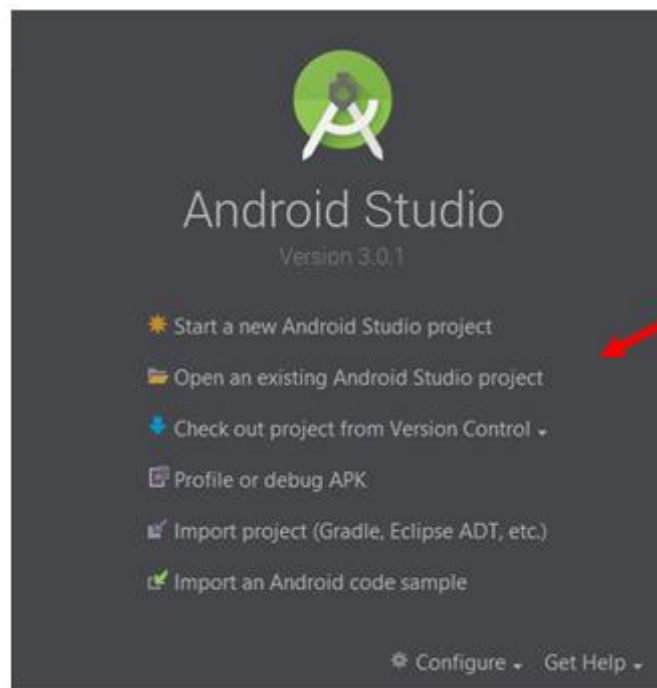 Android Studio
Version 3.0.1
Start a new Android Studio project
Open an existing Android Studio project
Check out project from Version Control
Profile or debug APK
Import project (Gradle, Eclipse ADT, etc.)
Import an Android code sample
Configure Get Help